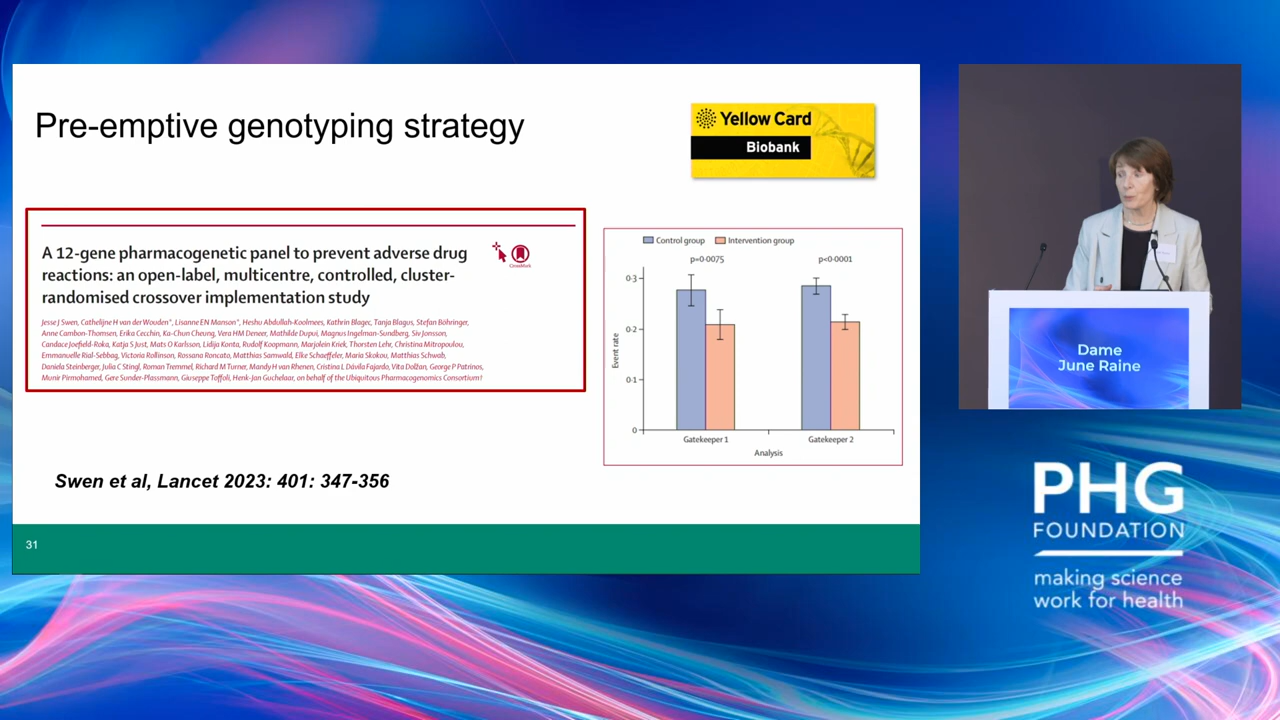 Pre-emptive genotyping strategy
Yellow Card
Biobank
A 12-gene pharmacogenetic panel to prevent adverse drug
reactions: an open-label, multicentre, controlled, cluster-
randomised crossover implementation study
CrossMark
Jesse J Swen, Cathelijne H van der Wouden*, Lisanne EN Manson*, Heshu Abdullah-Koolmees, Kathrin Blagec, Tanja Blagus, Stefan Böhringer,
Anne Cambon-Thomsen, Erika Cecchin, Ka-Chun Cheung, Vera HM Deneer, Mathilde Dupui, Magnus Ingelman-Sundberg, Siv Jonsson,
Candace Joefield-Roka, Katja S Just, Mats O Karlsson, Lidija Konta, Rudolf Koopmann, Marjolein Kriek, Thorsten Lehr, Christina Mitropoulou,
Emmanuelle Rial-Sebbag, Victoria Rollinson, Rossana Roncato, Matthias Samwald, Elke Schaeffeler, Maria Skokou, Matthias Schwab,
Daniela Steinberger, Julia C Stingl, Roman Tremmel, Richard M Turner, Mandy H van Rhenen, Cristina L Dávila Fajardo, Vita Dolžan, George P Patrinos,
Munir Pirmohamed, Gere Sunder-Plassmann, Giuseppe Toffoli, Henk-Jan Guchelaar, on behalf of the Ubiquitous Pharmacogenomics Consortium†
Control group
Intervention group
p=0·0075
p<0·0001
0·3
0·2
0·1
0
Event rate
Gatekeeper 1
Gatekeeper 2
Analysis
Swen et al, Lancet 2023: 401: 347-356
31
Dame
June Raine
PHG
FOUNDATION
making science
work for health